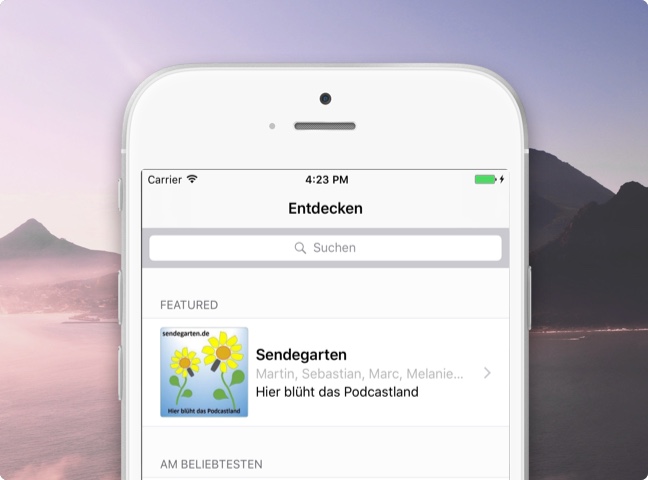 Carrier
4:23 PM
Entdecken
Suchen
FEATURED
sendegarten.de
Hier blüht das Podcastland
Sendegarten
Martin, Sebastian, Marc, Melanie...
Hier blüht das Podcastland
AM BELIEBTESTEN